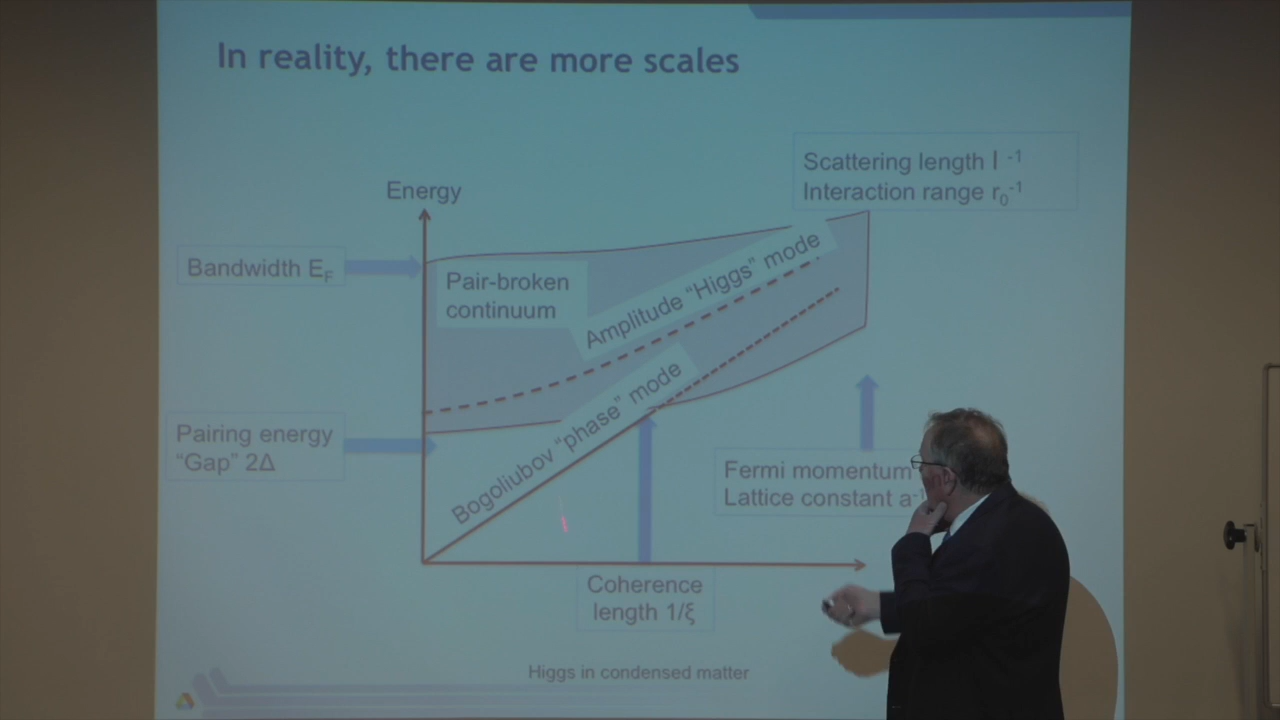 In reality, there are more scales
Scattering length l ⁻¹
Interaction range r₀⁻¹
Energy
Bandwidth E_F
Pair-broken
continuum
Amplitude “Higgs” mode
Bogoliubov “phase” mode
Pairing energy
“Gap” 2Δ
Fermi momentum
Lattice constant a⁻¹
Coherence
length 1/ξ
Higgs in condensed matter